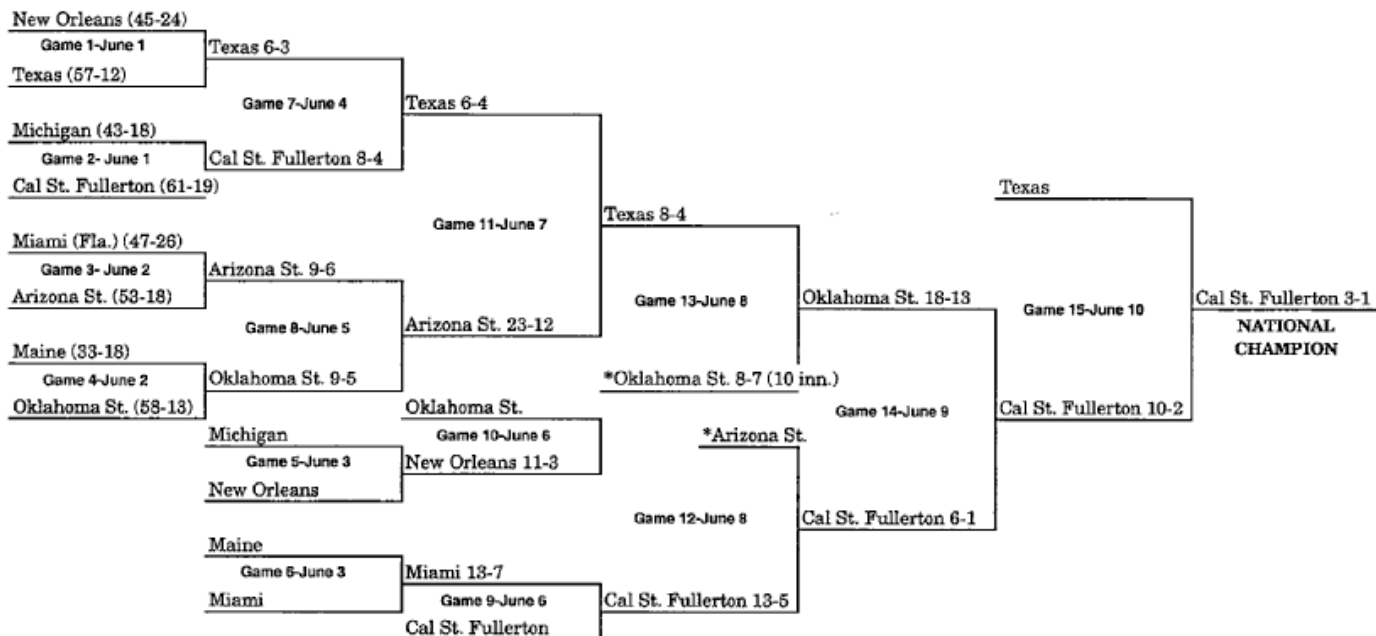 New Orleans (45-24)
Game 1-June 1
Texas (57-12)
Texas 6-3
Game 7-June 4
Texas 6-4
Michigan (43-18)
Game 2- June 1
Cal St. Fullerton (61-19)
Cal St. Fullerton 8-4
Game 11-June 7
Texas 8-4
Texas
Miami (Fla.) (47-26)
Game 3- June 2
Arizona St. (53-18)
Arizona St. 9-6
Game 8-June 5
Arizona St. 23-12
Game 13-June 8
Oklahoma St. 18-13
Game 15-June 10
Cal St. Fullerton 3-1
NATIONAL
CHAMPION
Maine (33-18)
Game 4-June 2
Oklahoma St. (58-13)
Oklahoma St. 9-5
*Oklahoma St. 8-7 (10 inn.)
Game 14-June 9
Cal St. Fullerton 10-2
Oklahoma St.
Game 10-June 6
New Orleans 11-3
Michigan
Game 5-June 3
New Orleans
*Arizona St.
Game 12-June 8
Cal St. Fullerton 6-1
Maine
Game 6-June 3
Miami
Miami 13-7
Game 9-June 6
Cal St. Fullerton
Cal St. Fullerton 13-5